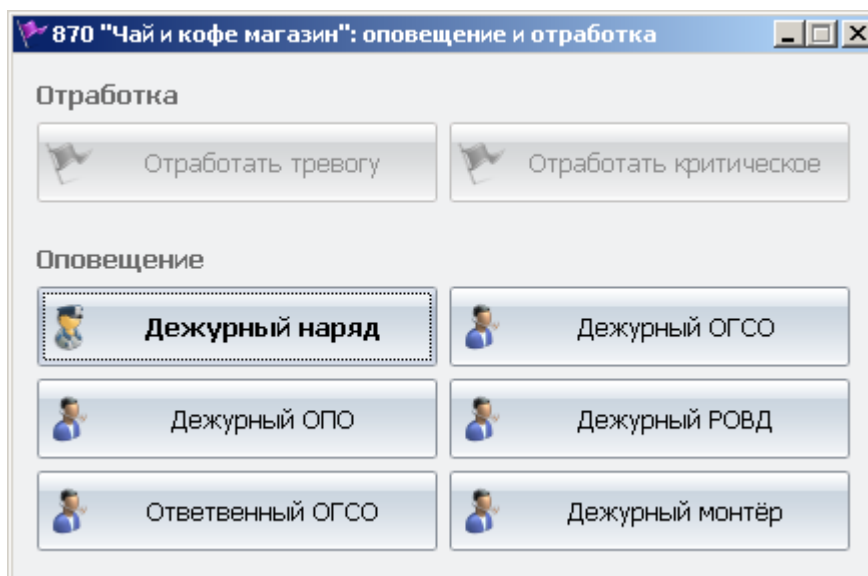 870 "Чай и кофе магазин": оповещение и отработка
Отработка
Отработать тревогу
Отработать критическое
Оповещение
Дежурный наряд
Дежурный ОГСО
Дежурный ОПО
Дежурный РОВД
Ответвенный ОГСО
Дежурный монтёр